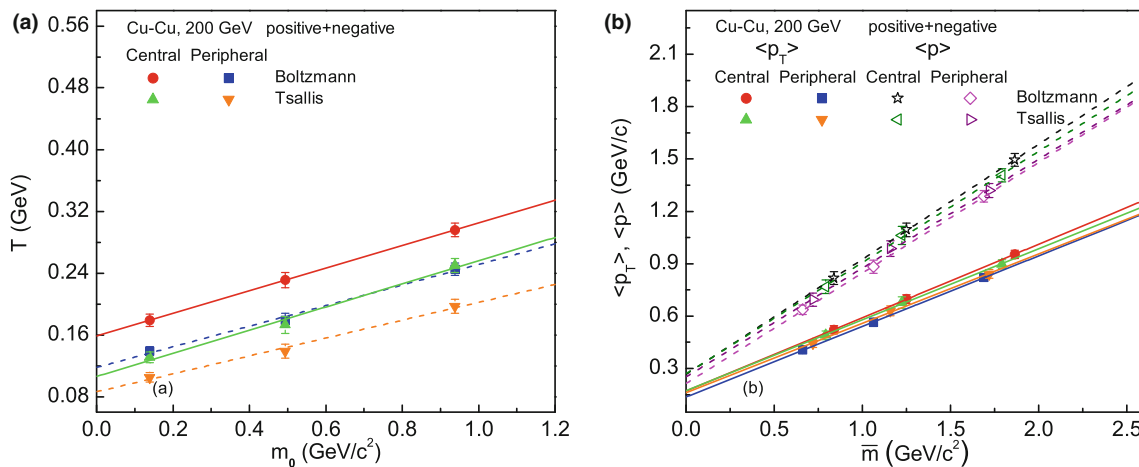 (a)
Cu-Cu, 200 GeV positive+negative
Central Peripheral
Boltzmann
Tsallis
0.56
0.48
0.40
0.32
0.24
0.16
0.08
T (GeV)
(a)
0.0 0.2 0.4 0.6 0.8 1.0 1.2
m₀ (GeV/c²)
(b)
Cu-Cu, 200 GeV positive+negative
<p_T> <p>
Central Peripheral Central Peripheral
Boltzmann
Tsallis
2.1
1.8
1.5
1.2
0.9
0.6
0.3
<p_T>, <p> (GeV/c)
(b)
0.0 0.5 1.0 1.5 2.0 2.5
m̅ (GeV/c²)